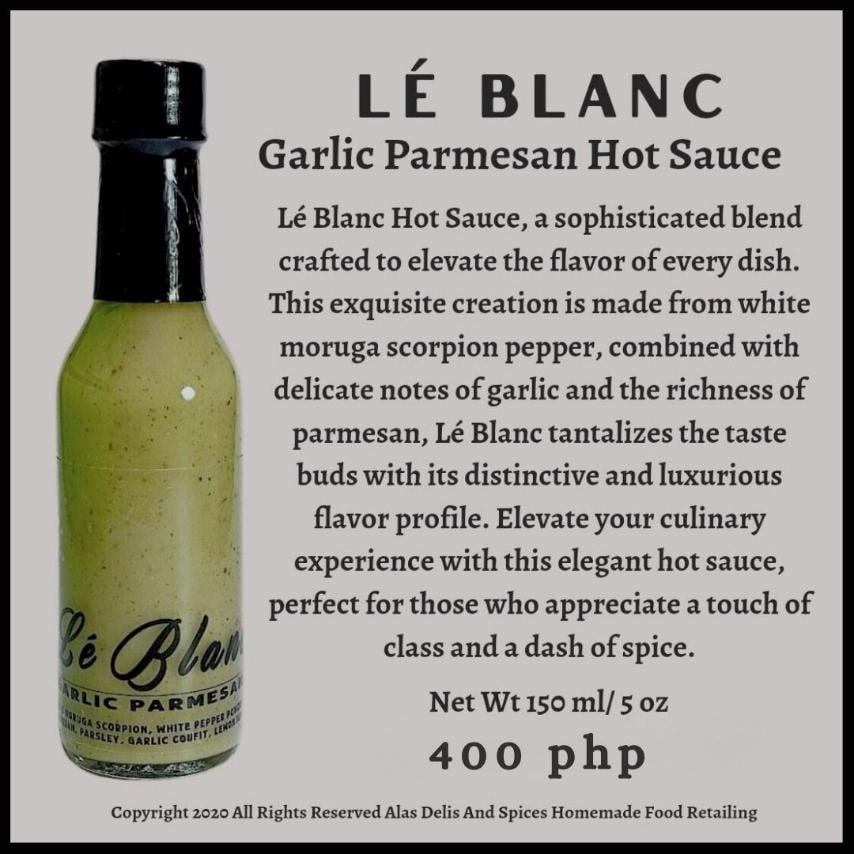 LÉ BLANC
Garlic Parmesan Hot Sauce
Lé Blanc Hot Sauce, a sophisticated blend
crafted to elevate the flavor of every dish.
This exquisite creation is made from white
moruga scorpion pepper, combined with
delicate notes of garlic and the richness of
parmesan, Lé Blanc tantalizes the taste
buds with its distinctive and luxurious
flavor profile. Elevate your culinary
experience with this elegant hot sauce,
perfect for those who appreciate a touch of
class and a dash of spice.
Net Wt 150 ml/ 5 oz
400 php
Lé Blan
GARLIC PARMESAN
MORUGA SCORPION, WHITE PEPPER
PARSLEY, GARLIC COUFIT,
Copyright 2020 All Rights Reserved Alas Delis And Spices Homemade Food Retailing